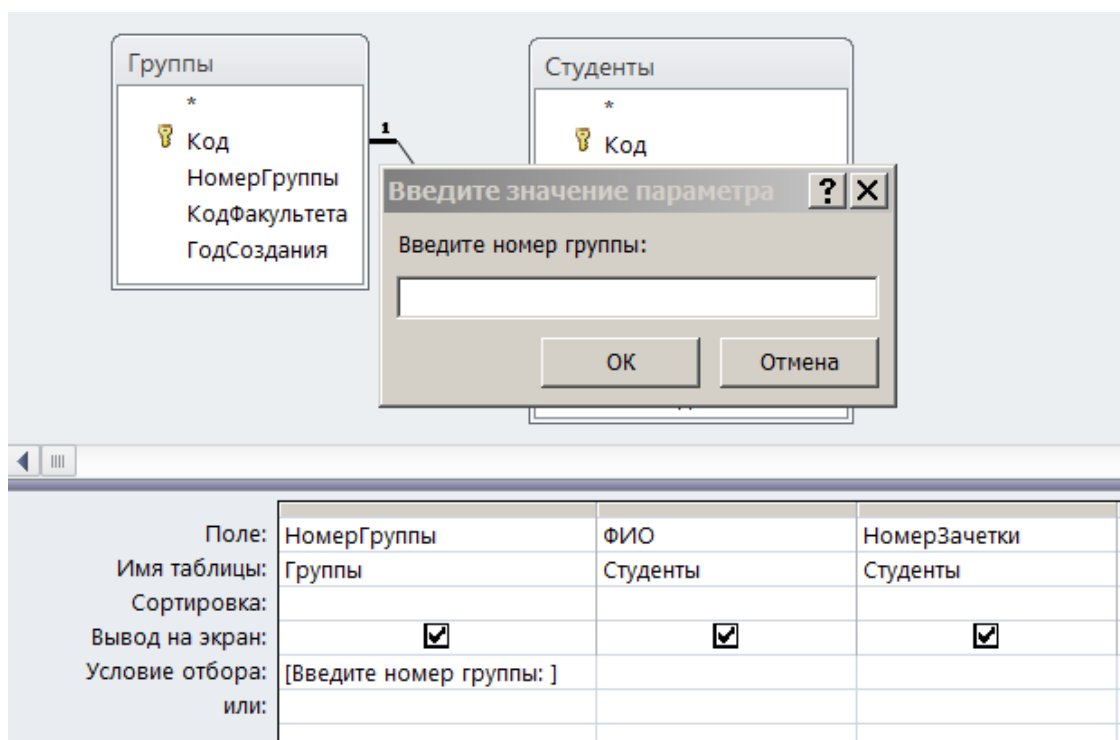 Группы
*
Код
НомерГруппы
КодФакультета
ГодСоздания
1
Студенты
*
Код
Введите значение параметра
Введите номер группы:
ОК
Отмена
Поле: НомерГруппы ФИО НомерЗачетки
Имя таблицы: Группы Студенты Студенты
Сортировка:
Вывод на экран:
Условие отбора: [Введите номер группы: ]
или: